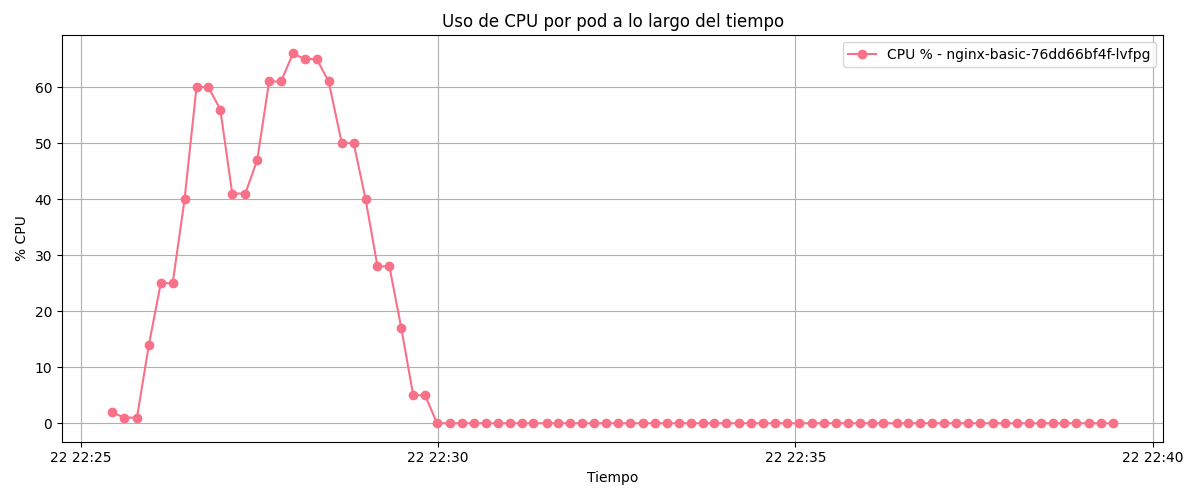 Uso de CPU por pod a lo largo del tiempo
CPU % - nginx-basic-76dd66bf4f-lvfpg
% CPU
60
50
40
30
20
10
0
22 22:25
22 22:30
22 22:35
22 22:40
Tiempo